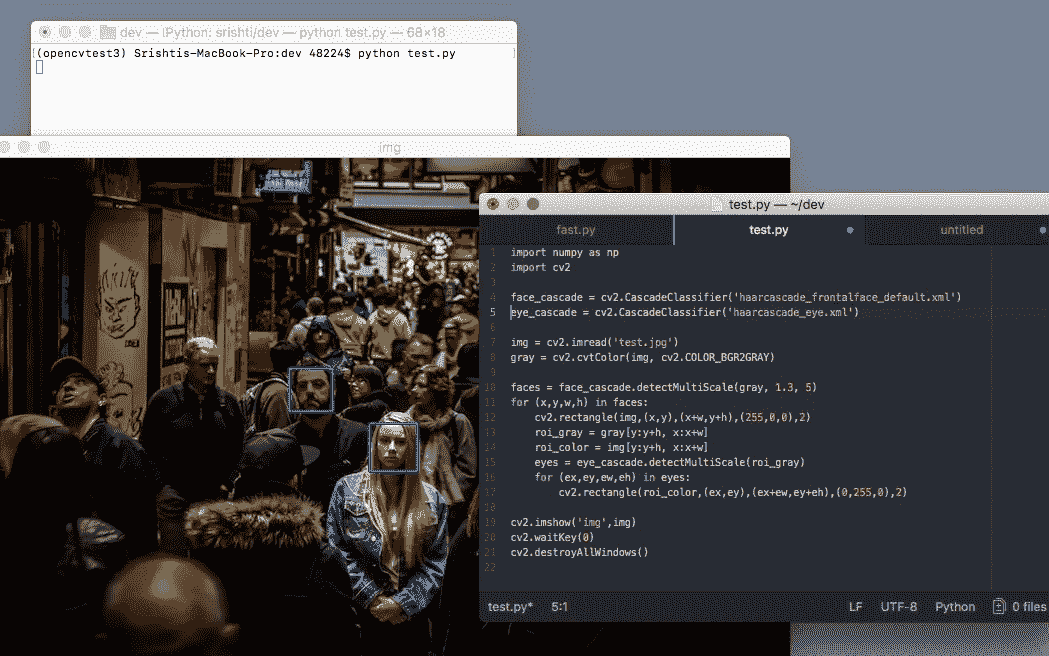 dev — IPython: srishti/dev — python test.py — 68×18
(opencvtest3) Srishtis-MacBook-Pro:dev 48224$ python test.py
img
test.py — ~/dev
fast.py
test.py
untitled
1 import numpy as np
2 import cv2
3
4 face_cascade = cv2.CascadeClassifier('haarcascade_frontalface_default.xml')
5 eye_cascade = cv2.CascadeClassifier('haarcascade_eye.xml')
6
7 img = cv2.imread('test.jpg')
8 gray = cv2.cvtColor(img, cv2.COLOR_BGR2GRAY)
9
10 faces = face_cascade.detectMultiScale(gray, 1.3, 5)
11 for (x,y,w,h) in faces:
12 cv2.rectangle(img,(x,y),(x+w,y+h),(255,0,0),2)
13 roi_gray = gray[y:y+h, x:x+w]
14 roi_color = img[y:y+h, x:x+w]
15 eyes = eye_cascade.detectMultiScale(roi_gray)
16 for (ex,ey,ew,eh) in eyes:
17 cv2.rectangle(roi_color,(ex,ey),(ex+ew,ey+eh),(0,255,0),2)
18
19 cv2.imshow('img',img)
20 cv2.waitKey(0)
21 cv2.destroyAllWindows()
22
test.py* 5:1 LF UTF-8 Python 0 files